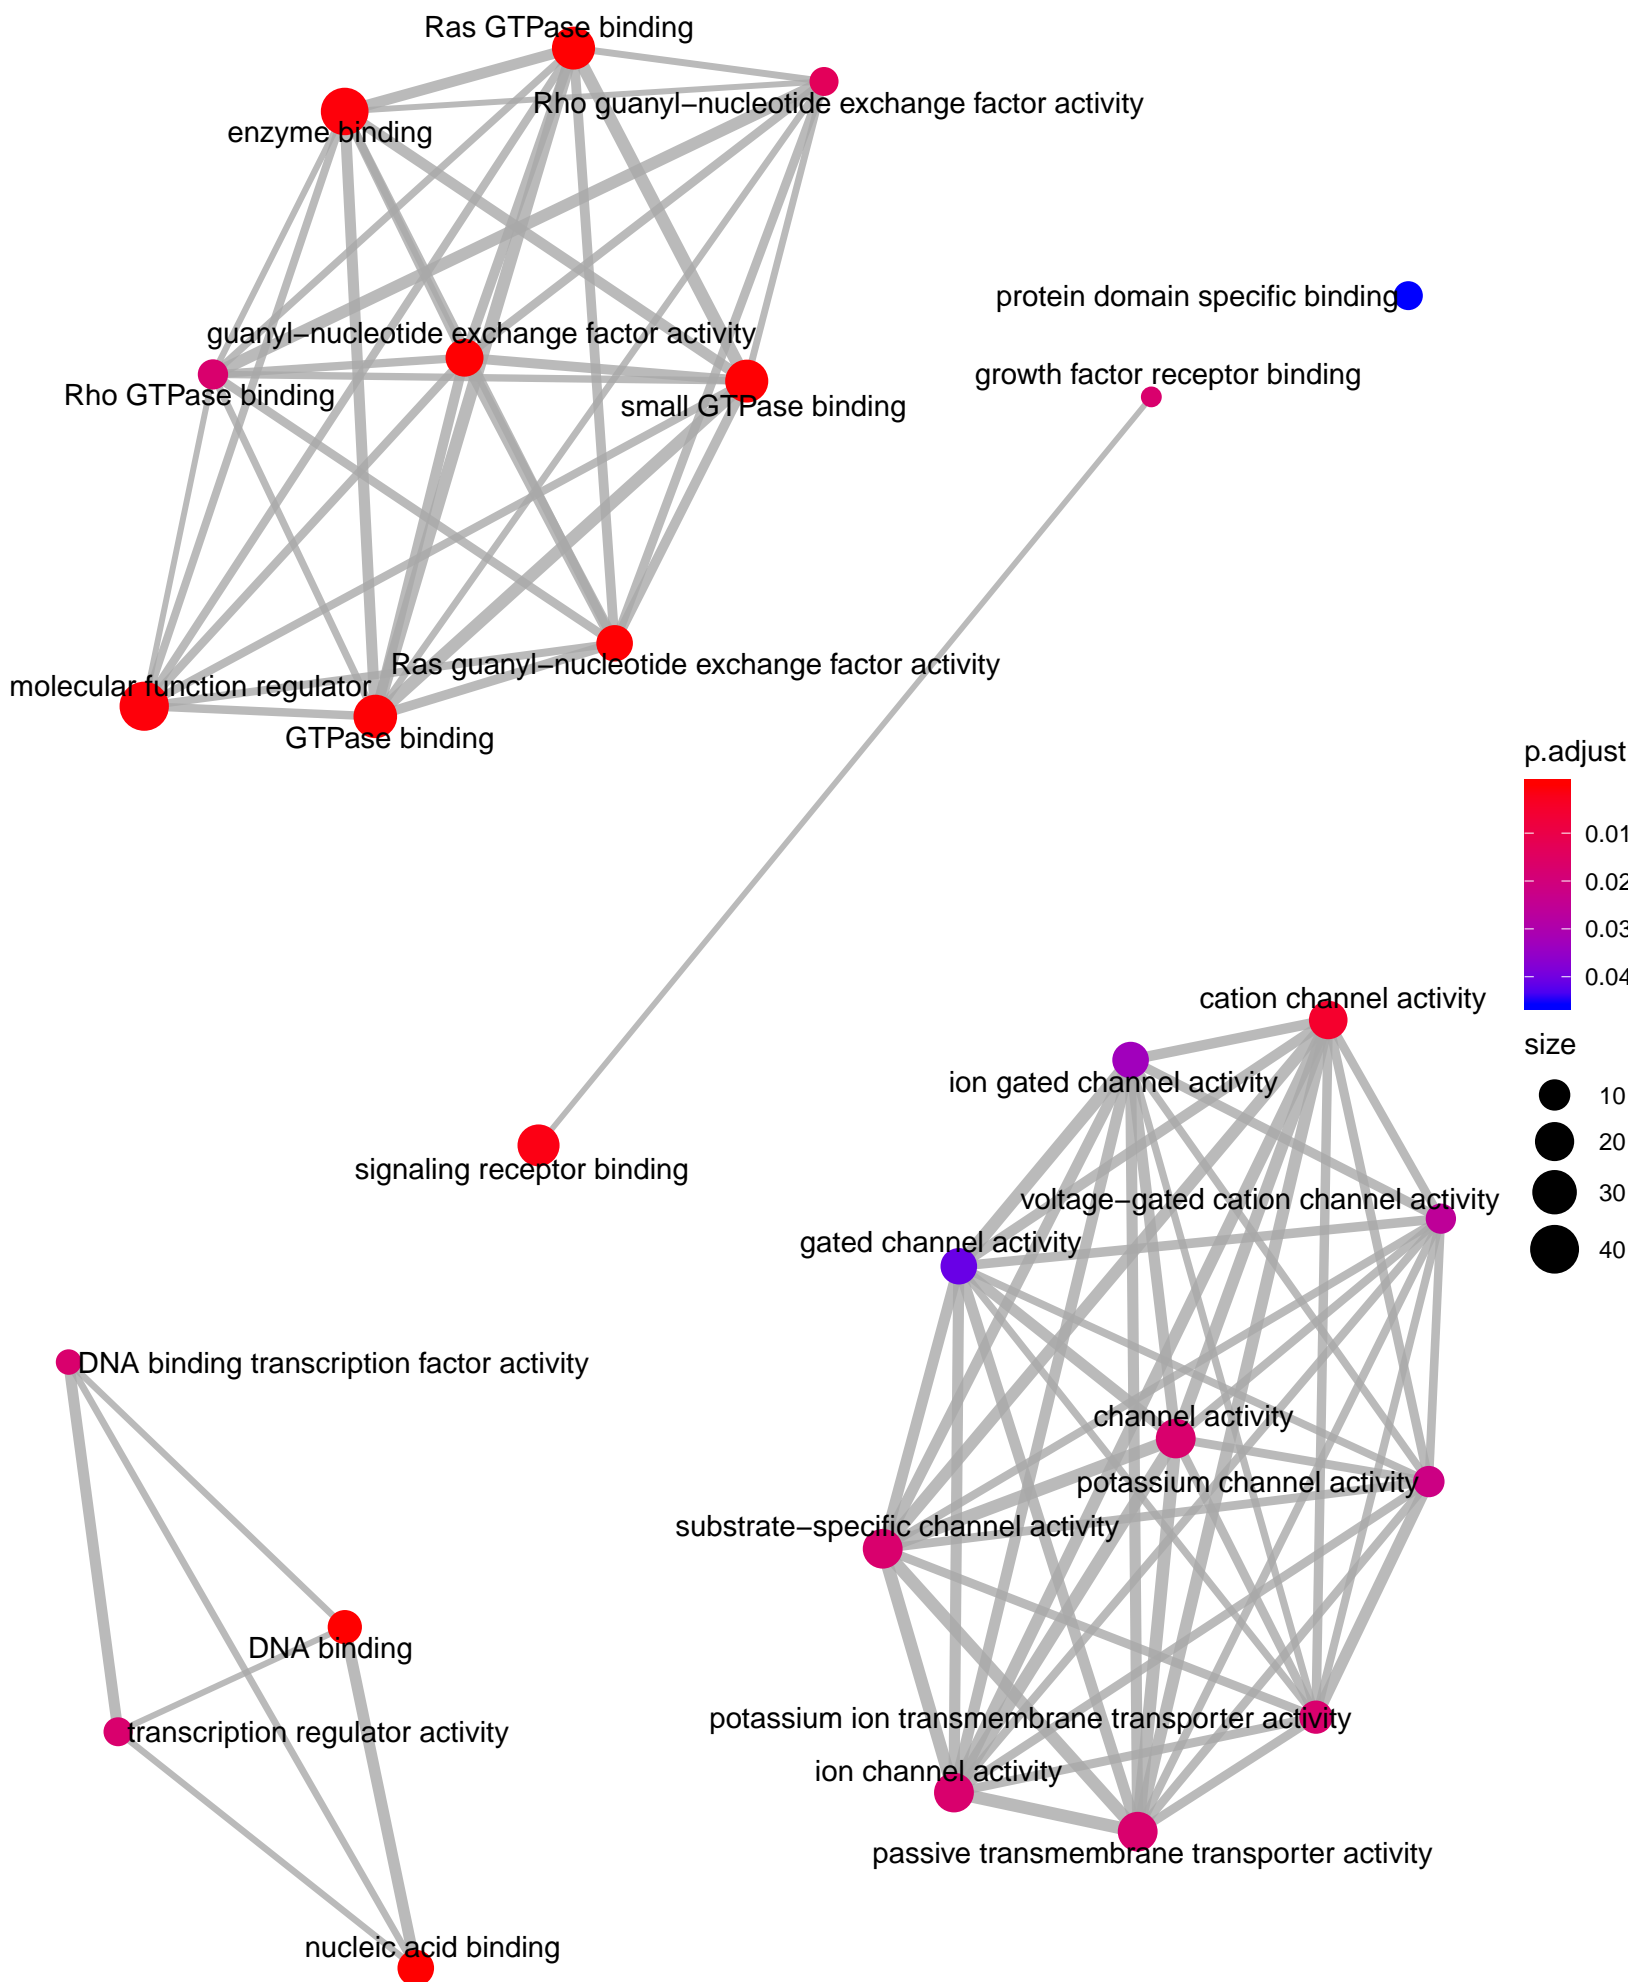 Ras GTPase binding
Rho guanyl−nucleotide exchange factor activity
enzyme binding
protein domain specific binding
guanyl−nucleotide exchange factor activity
growth factor receptor binding
Rho GTPase binding
small GTPase binding
Ras guanyl−nucleotide exchange factor activity
molecular function regulator
GTPase binding
p.adjust
0.01
0.02
0.03
0.04
cation channel activity
size
ion gated channel activity
10
20
signaling receptor binding
30
voltage−gated cation channel activity
gated channel activity
40
DNA binding transcription factor activity
channel activity
potassium channel activity
substrate−specific channel activity
DNA binding
potassium ion transmembrane transporter activity
transcription regulator activity
ion channel activity
passive transmembrane transporter activity
nucleic acid binding